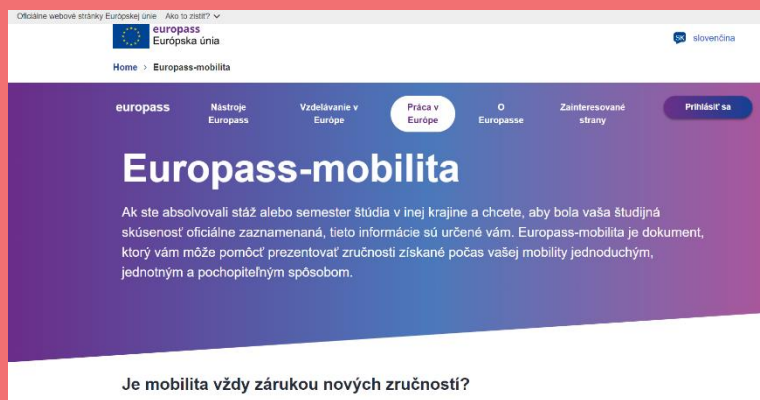 Oficiálne webové stránky Európskej únie Ako to zistiť?
europass
Európska únia
SK slovenčina
Home > Europass-mobilita
europass
Nástroje
Europass
Vzdelávanie v
Európe
Práca v
Európe
O
Europasse
Zainteresované
strany
Prihlásiť sa
Europass-mobilita
Ak ste absolvovali stáž alebo semester štúdia v inej krajine a chcete, aby bola vaša študijná
skúsenosť oficiálne zaznamenaná, tieto informácie sú určené vám. Europass-mobilita je dokument,
ktorý vám môže pomôcť prezentovať zručnosti získané počas vašej mobility jednoduchým,
jednotným a pochopiteľným spôsobom.
Je mobilita vždy zárukou nových zručností?